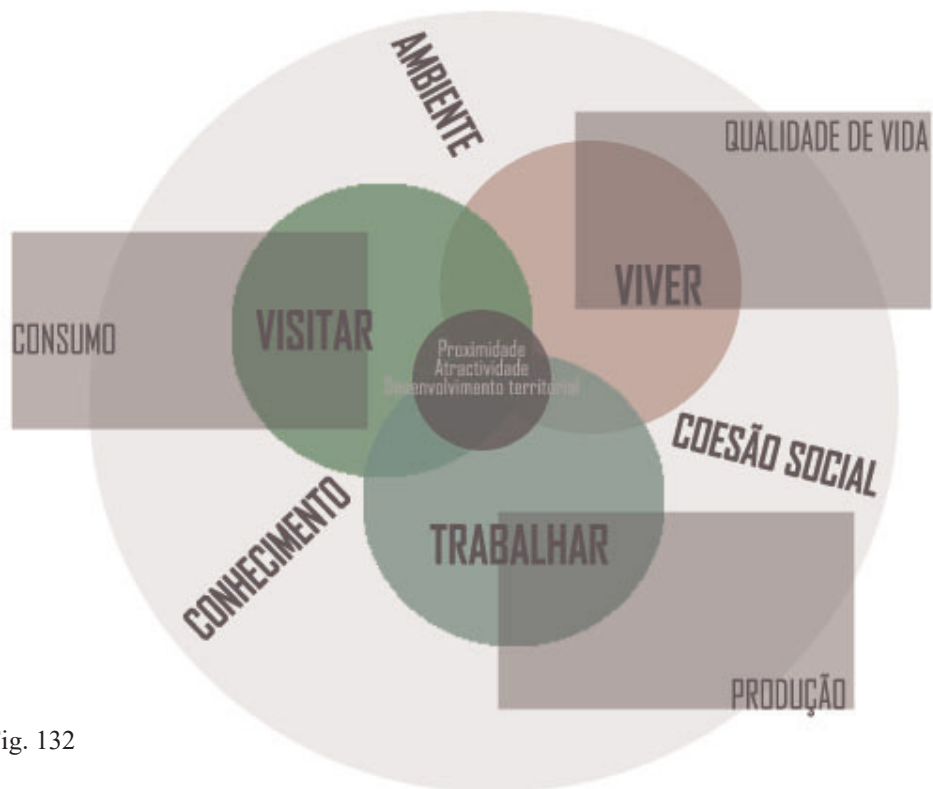 AMBIENTE
QUALIDADE DE VIDA
VIVER
VISITAR
CONSUMO
Proximidade
Atractividade
Desenvolvimento territorial
COESÃO SOCIAL
CONHECIMENTO
TRABALHAR
PRODUÇÃO
ig. 132